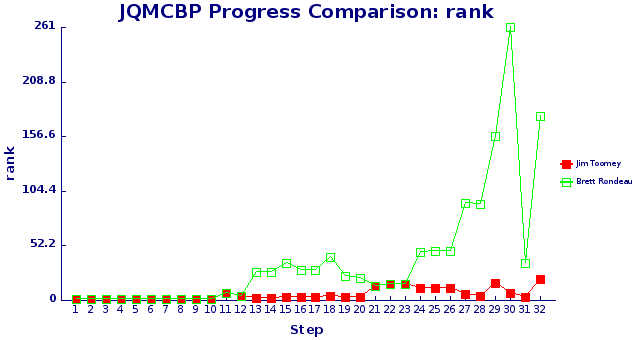 JQMCBP Progress Comparison: rank
261
208.8
156.6
104.4
52.2
0
rank
1 2 3 4 5 6 7 8 9 10 11 12 13 14 15 16 17 18 19 20 21 22 23 24 25 26 27 28 29 30 31 32
Step
Jim Toomey
Brett Rondeau